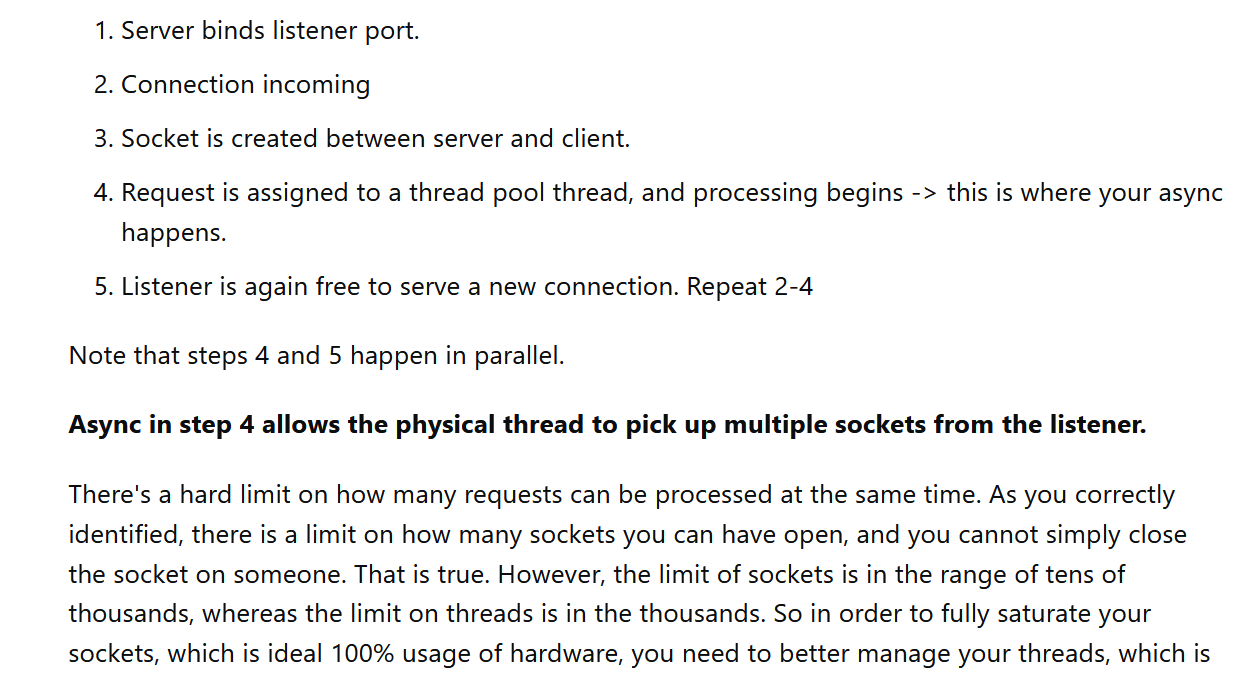 1. Server binds listener port.
2. Connection incoming
3. Socket is created between server and client.
4. Request is assigned to a thread pool thread, and processing begins -> this is where your async
happens.
5. Listener is again free to serve a new connection. Repeat 2-4
Note that steps 4 and 5 happen in parallel.
Async in step 4 allows the physical thread to pick up multiple sockets from the listener.
There's a hard limit on how many requests can be processed at the same time. As you correctly
identified, there is a limit on how many sockets you can have open, and you cannot simply close
the socket on someone. That is true. However, the limit of sockets is in the range of tens of
thousands, whereas the limit on threads is in the thousands. So in order to fully saturate your
sockets, which is ideal 100% usage of hardware, you need to better manage your threads, which is